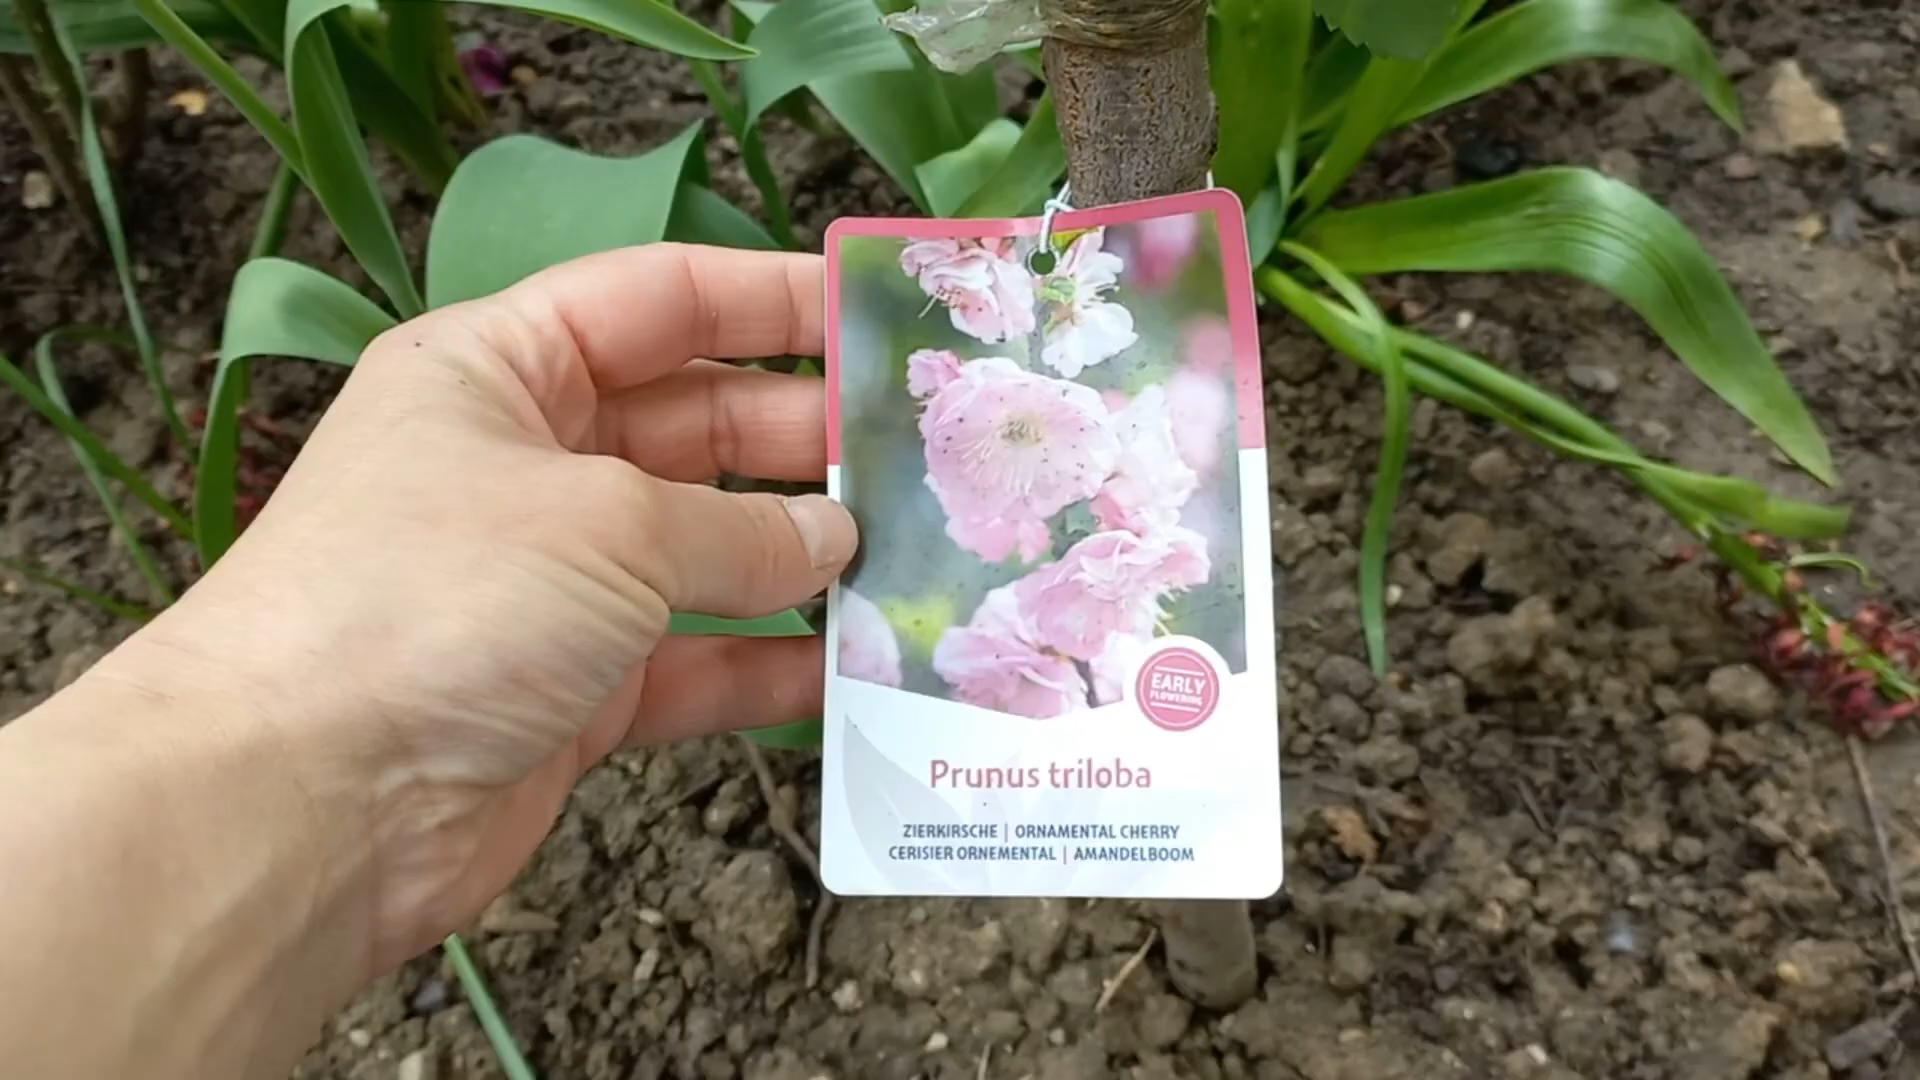 EARLY
FLOWERING
Prunus triloba
ZIERKIRSCHE | ORNAMENTAL CHERRY
CERISIER ORNEMENTAL | AMANDELBOOM